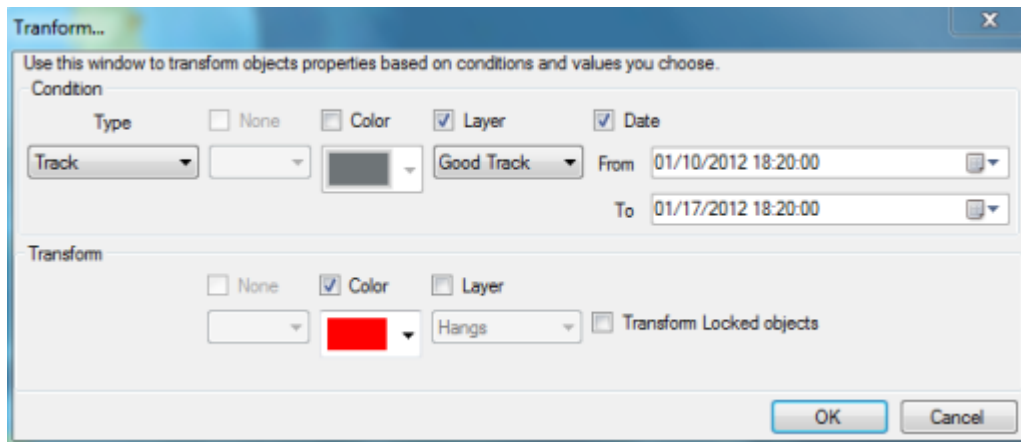 Tranform...
X
Use this window to transform objects properties based on conditions and values you choose.
Condition
Type None Color Layer Date
Track Good Track From 01/10/2012 18:20:00
To 01/17/2012 18:20:00
Transform
None Color Layer
Hangs Transform Locked objects
OK Cancel